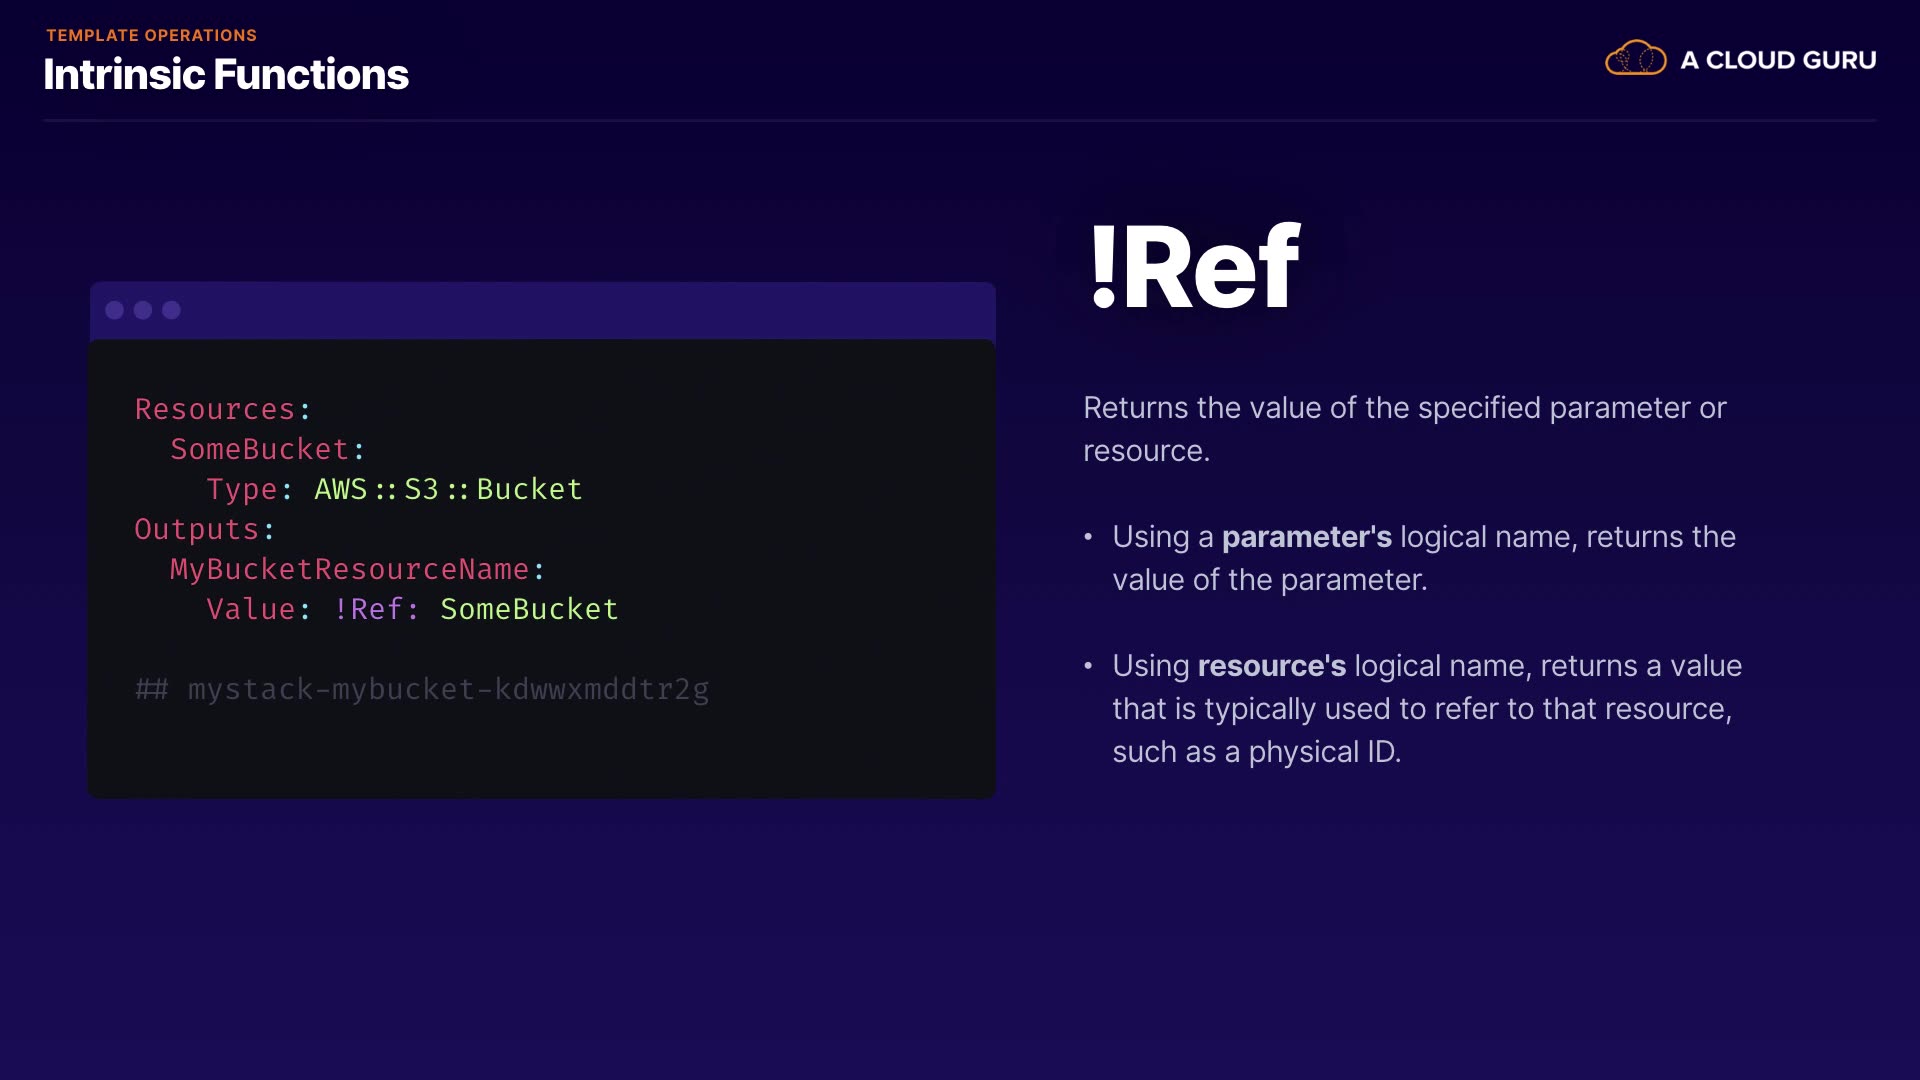 TEMPLATE OPERATIONS
Intrinsic Functions
A CLOUD GURU
Resources:
  SomeBucket:
    Type: AWS::S3::Bucket
Outputs:
  MyBucketResourceName:
    Value: !Ref: SomeBucket
## mystack-mybucket-kdwwxmddtr2g
!Ref
Returns the value of the specified parameter or
resource.
• Using a parameter's logical name, returns the
value of the parameter.
• Using resource's logical name, returns a value
that is typically used to refer to that resource,
such as a physical ID.